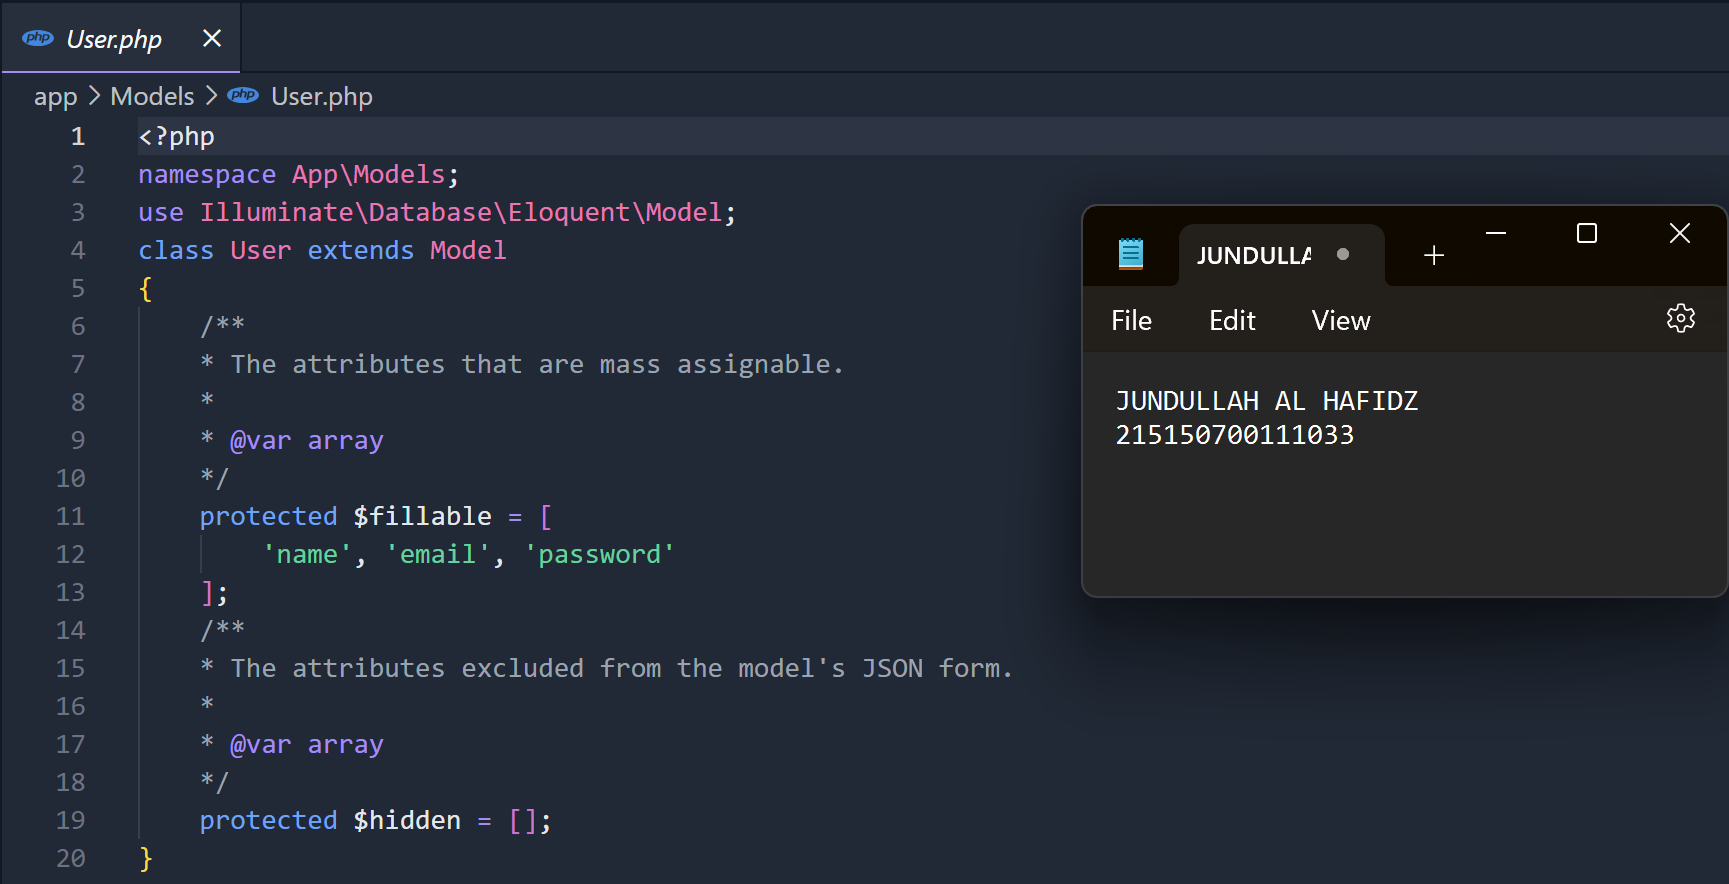 php User.php
app > Models > php User.php
1 <?php
2 namespace App\Models;
3 use Illuminate\Database\Eloquent\Model;
4 class User extends Model
5 {
6     /**
7     * The attributes that are mass assignable.
8     *
9     * @var array
10     */
11     protected $fillable = [
12         'name', 'email', 'password'
13     ];
14     /**
15     * The attributes excluded from the model's JSON form.
16     *
17     * @var array
18     */
19     protected $hidden = [];
20 }
JUNDULLA
File Edit View
JUNDULLAH AL HAFIDZ
215150700111033